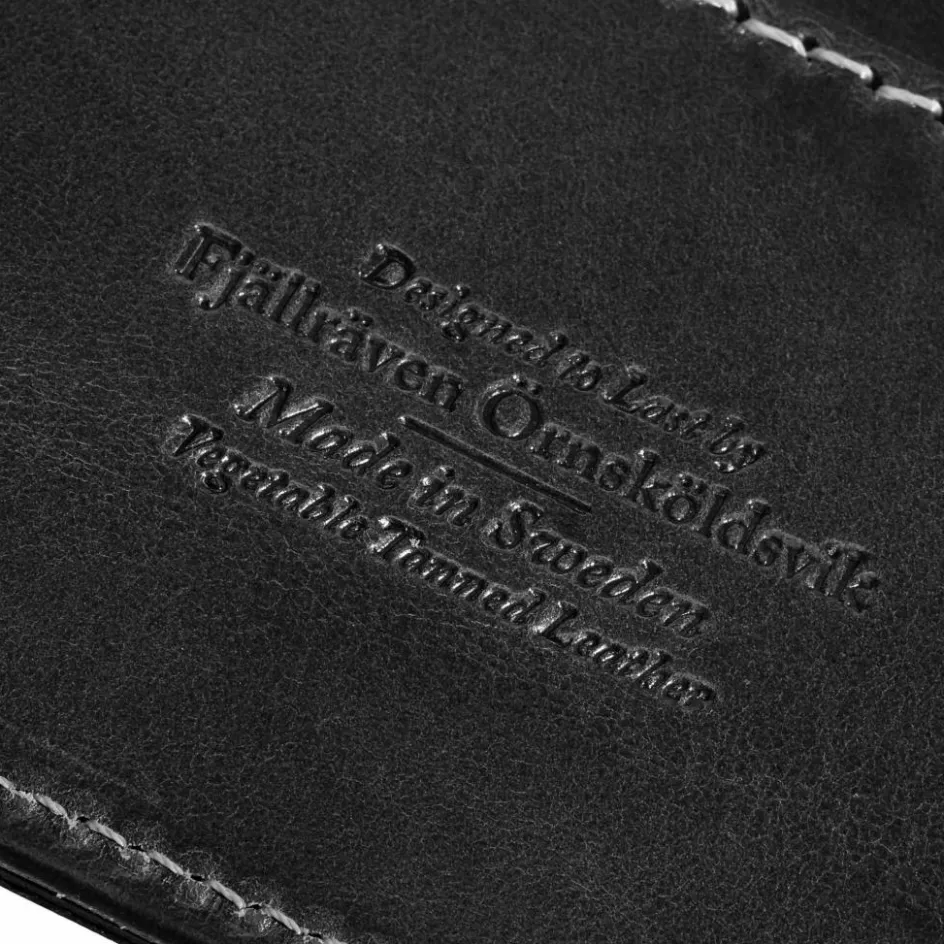 Designed to Last by
Fjällräven Örnsköldsvik
Made in Sweden
Vegetable Tanned Leather